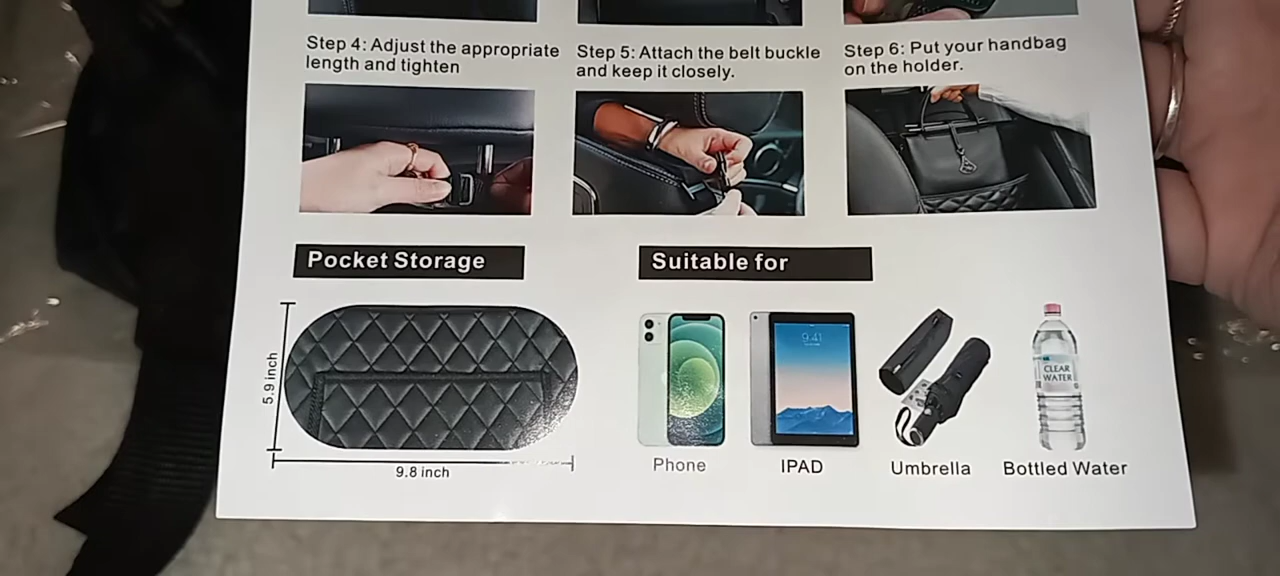 Step 4: Adjust the appropriate
length and tighten
Step 5: Attach the belt buckle
and keep it closely.
Step 6: Put your handbag
on the holder.
Pocket Storage
Suitable for
5.9 inch
9.8 inch
9:41
CLEAR
WATER
Phone
IPAD
Umbrella
Bottled Water